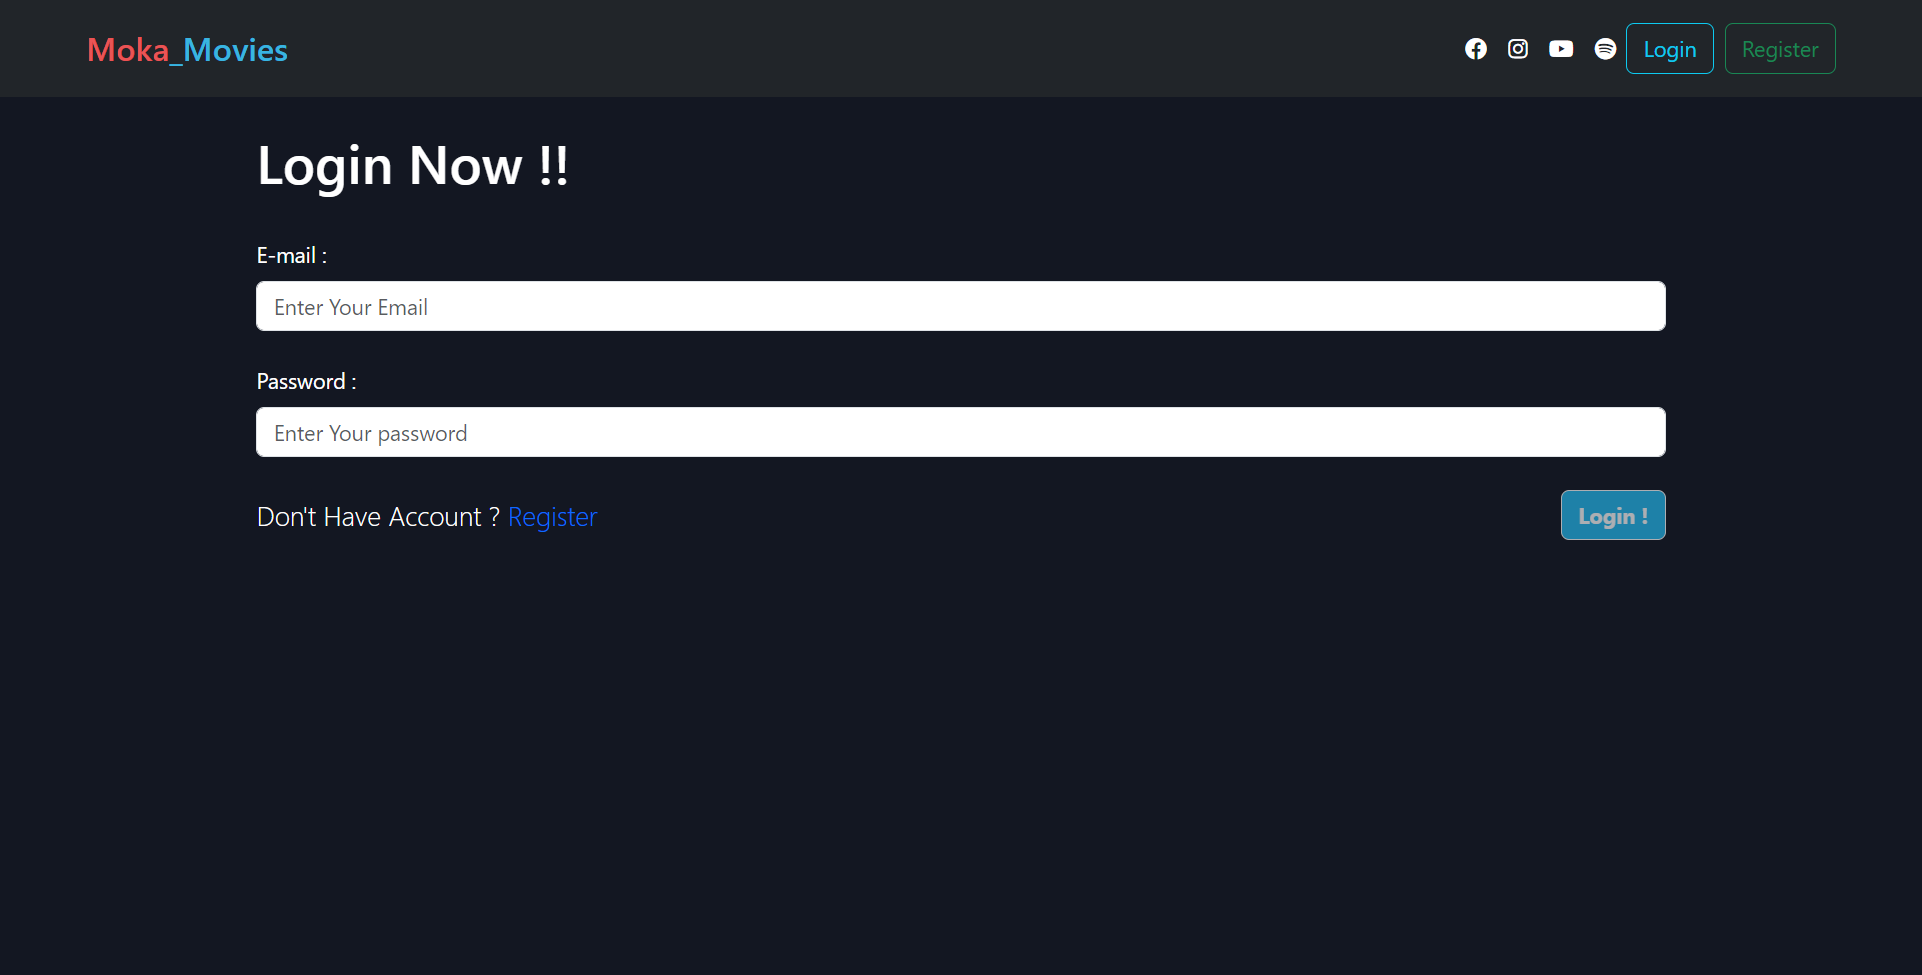 Moka_Movies Login Register
Login Now !!
E-mail :
Enter Your Email
Password :
Enter Your password
Don't Have Account ? Register Login !